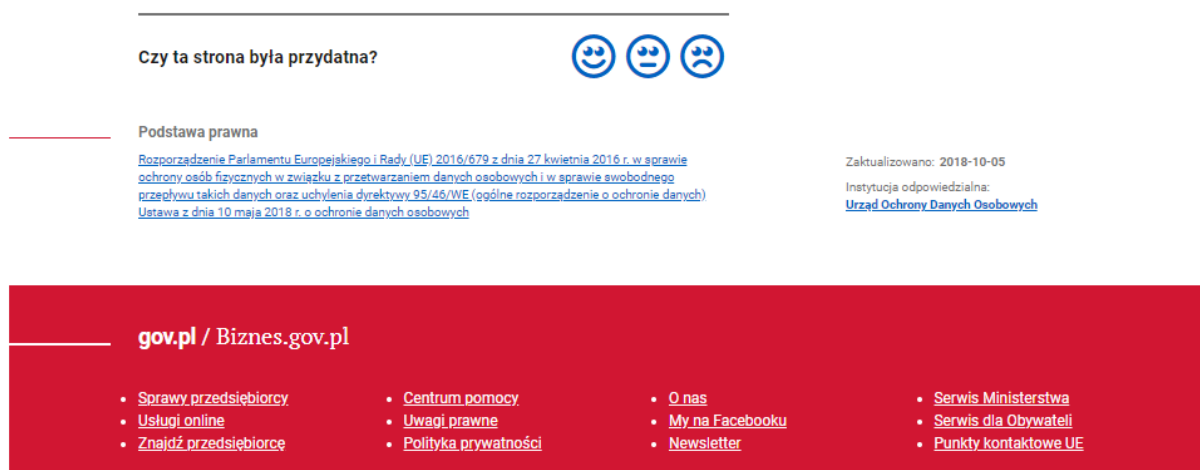 Czy ta strona była przydatna?
Podstawa prawna
Rozporządzenie Parlamentu Europejskiego i Rady (UE) 2016/679 z dnia 27 kwietnia 2016 r. w sprawie
ochrony osób fizycznych w związku z przetwarzaniem danych osobowych i w sprawie swobodnego
przepływu takich danych oraz uchylenia dyrektywy 95/46/WE (ogólne rozporządzenie o ochronie danych)
Ustawa z dnia 10 maja 2018 r. o ochronie danych osobowych
Zaktualizowano: 2018-10-05
Instytucja odpowiedzialna:
Urząd Ochrony Danych Osobowych
gov.pl / Biznes.gov.pl
Sprawy przedsiębiorcy
Usługi online
Znajdź przedsiębiorcę
Centrum pomocy
Uwagi prawne
Polityka prywatności
O nas
My na Facebooku
Newsletter
Serwis Ministerstwa
Serwis dla Obywateli
Punkty kontaktowe UE